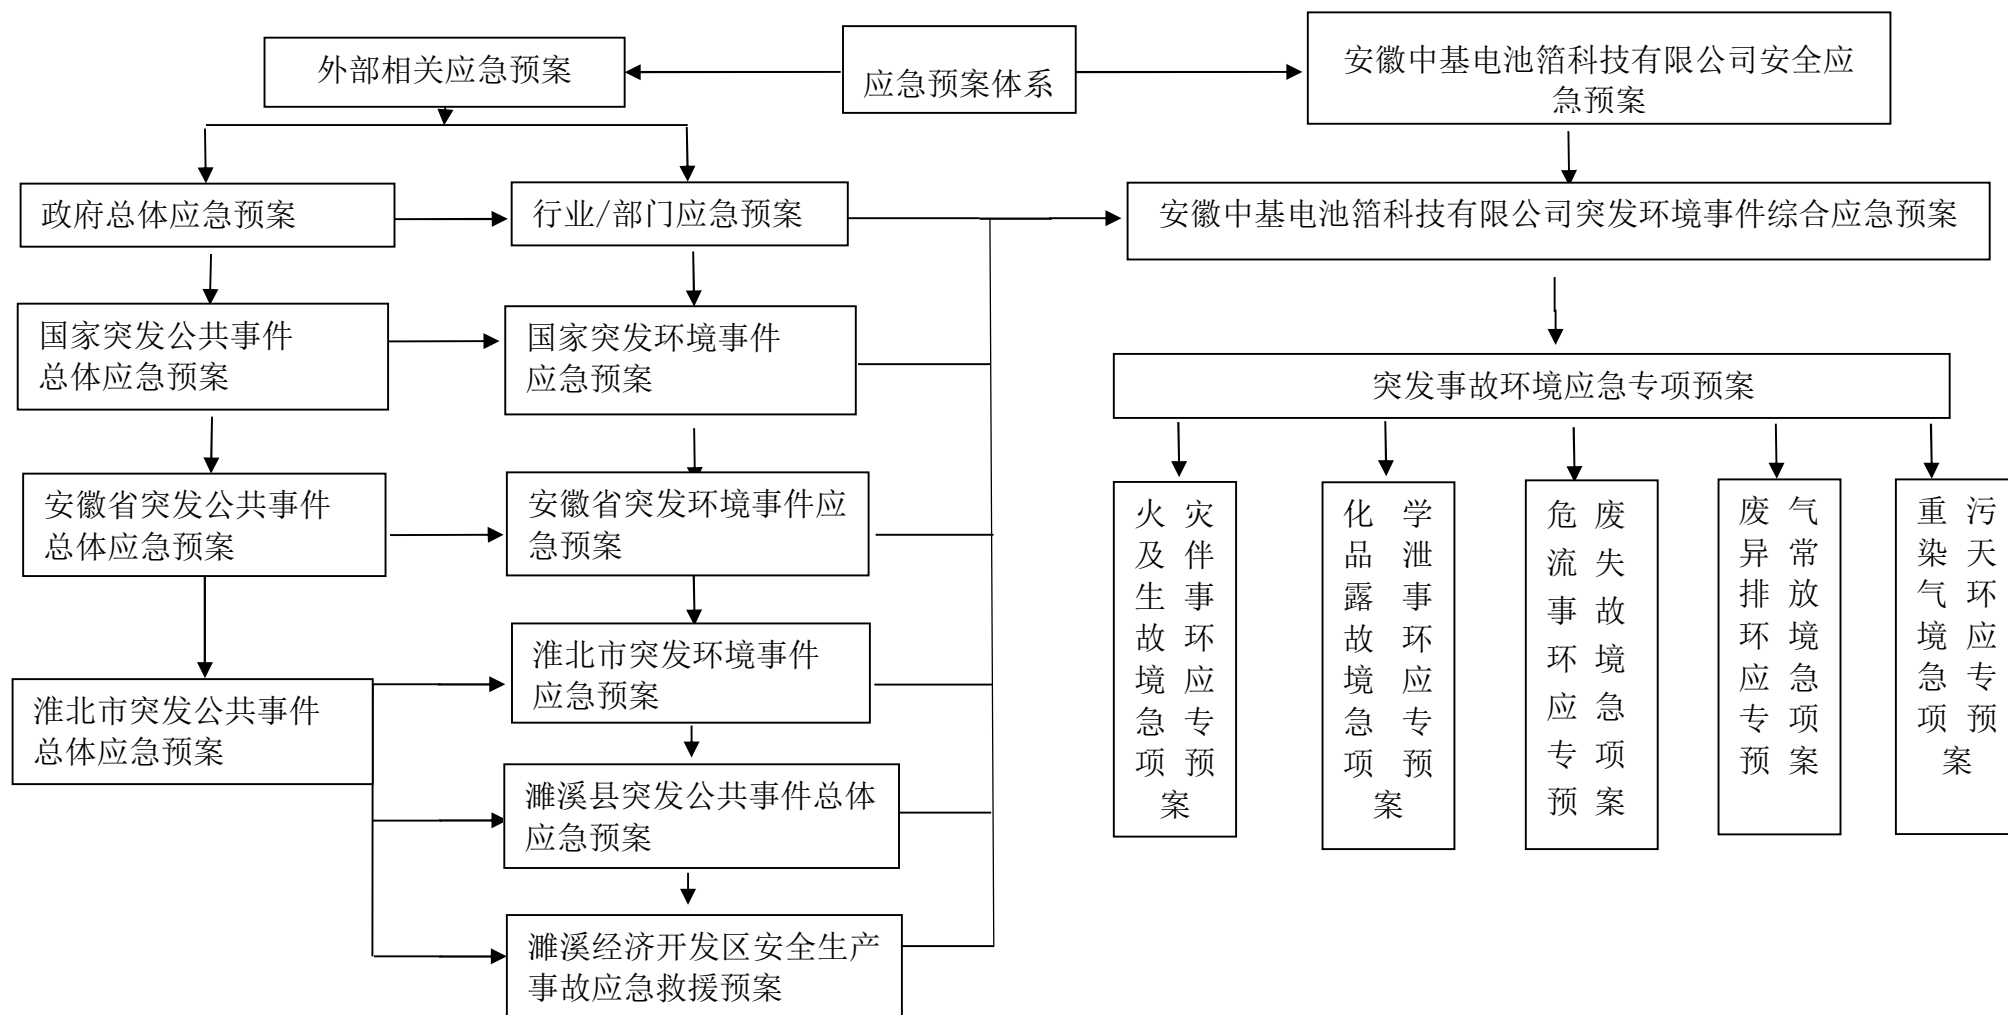 外部相关应急预案
应急预案体系
安徽中基电池箔科技有限公司安全应
急预案
政府总体应急预案
行业/部门应急预案
安徽中基电池箔科技有限公司突发环境事件综合应急预案
国家突发公共事件
总体应急预案
国家突发环境事件
应急预案
突发事故环境应急专项预案
安徽省突发公共事件
总体应急预案
安徽省突发环境事件应
急预案
淮北市突发公共事件
总体应急预案
淮北市突发环境事件
应急预案
濉溪县突发公共事件总体
应急预案
濉溪经济开发区安全生产
事故应急救援预案
火灾
及伴
生事
故环
境应
急专
项预
案
化学
品泄
露事
故环
境应
急专
项预
案
危废
流失
事故
环境
应急
专项
预案
废气
异常
排放
环境
应急
专项
预案
重污
染天
气环
境应
急专
项预
案